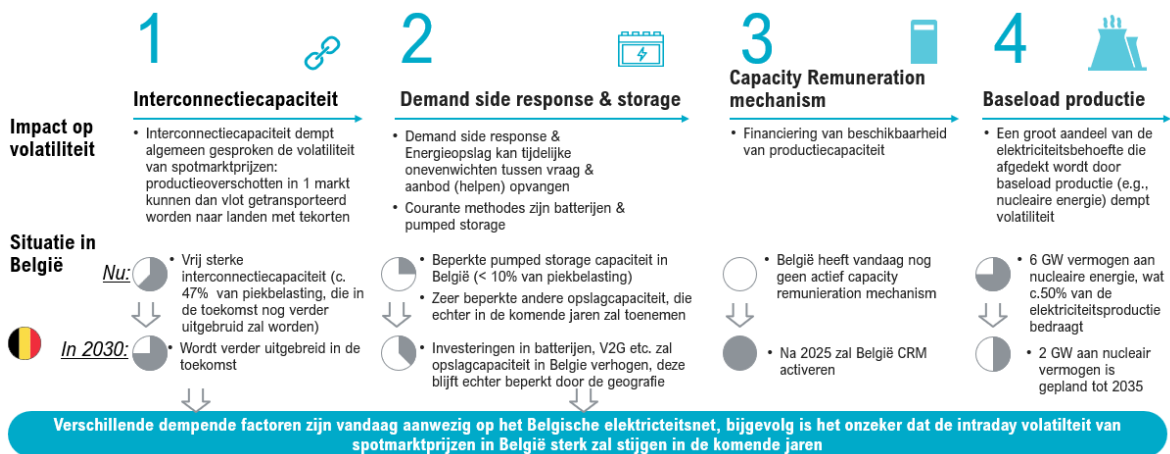 1
Interconnectiecapaciteit
2
Demand side response & storage
3
Capacity Remuneration
mechanism
4
Baseload productie
Impact op
volatiliteit
• Interconnectiecapaciteit dempt
algemeen gesproken de volatiliteit
van spotmarktprijzen:
productieoverschotten in 1 markt
kunnen dan vlot getransporteerd
worden naar landen met tekorten
• Demand side response &
Energieopslag kan tijdelijke
onevenwichten tussen vraag &
aanbod (helpen) opvangen
• Courante methodes zijn batterijen &
pumped storage
• Financiering van beschikbaarheid
van productiecapaciteit
• Een groot aandeel van de
elektriciteitsbehoefte die
afgedekt wordt door
baseload productie (e.g.,
nucleaire energie) dempt
volatiliteit
Situatie in
België
Nu:
• Vrij sterke
interconnectiecapaciteit (c.
47% van piekbelasting, die in
de toekomst nog verder
uitgebruid zal worden)
• Beperkte pumped storage capaciteit in
België (< 10% van piekbelasting)
• Zeer beperkte andere opslagcapaciteit, die
echter in de komende jaren zal toenemen
• België heeft vandaag nog
geen actief capacity
remunieration mechanism
• 6 GW vermogen aan
nucleaire energie, wat
c.50% van de
elektriciteitsproductie
bedraagt
In 2030:
• Wordt verder uitgebreid in de
toekomst
• Investeringen in batterijen, V2G etc. zal
opslagcapaciteit in Belgie verhogen, deze
blijft echter beperkt door de geografie
• Na 2025 zal België CRM
activeren
• 2 GW aan nucleair
vermogen is
gepland tot 2035
Verschillende dempende factoren zijn vandaag aanwezig op het Belgische elektricteitsnet, bijgevolg is het onzeker dat de intraday volatilteit van
spotmarktprijzen in België sterk zal stijgen in de komende jaren